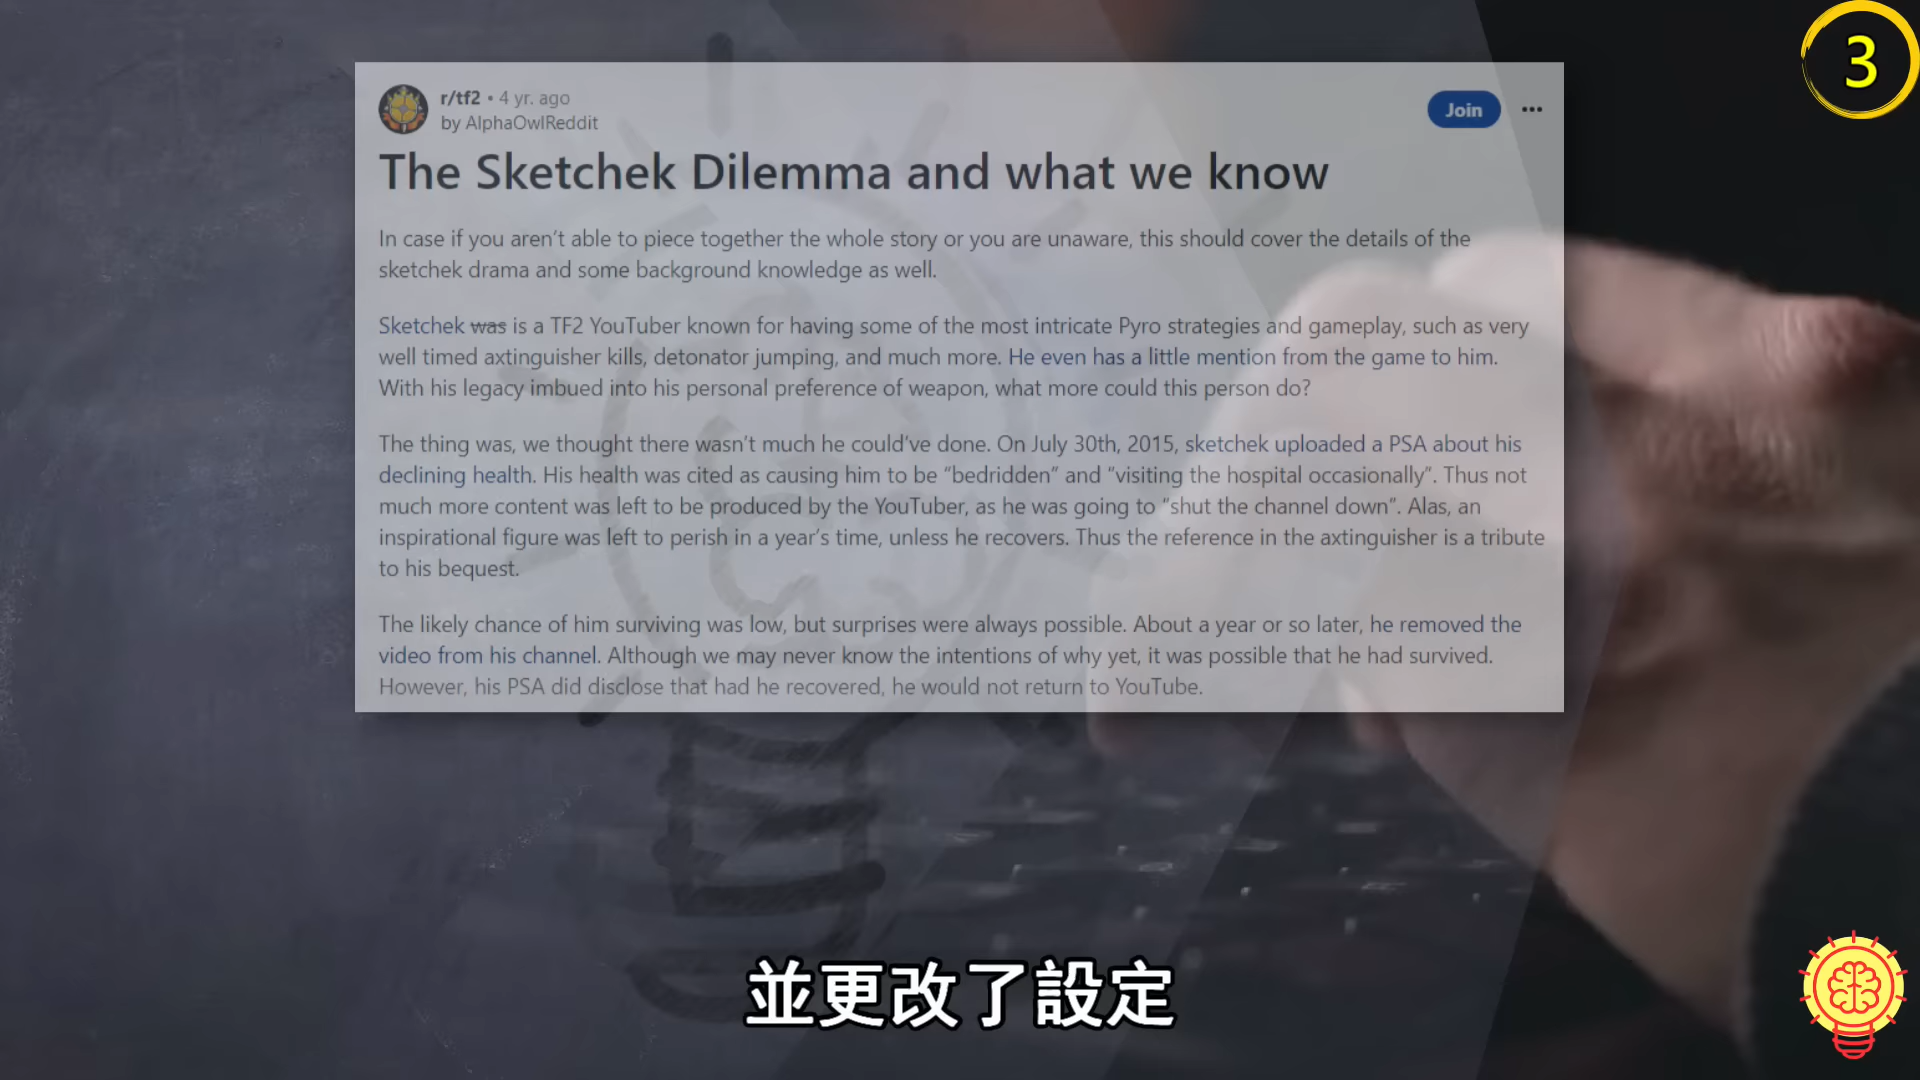 3
r/tf2 • 4 yr. ago
by AlphaOwlReddit
Join
The Sketchek Dilemma and what we know
In case if you aren’t able to piece together the whole story or you are unaware, this should cover the details of the
sketchek drama and some background knowledge as well.
Sketchek was is a TF2 YouTuber known for having some of the most intricate Pyro strategies and gameplay, such as very
well timed axtinguisher kills, detonator jumping, and much more. He even has a little mention from the game to him.
With his legacy imbued into his personal preference of weapon, what more could this person do?
The thing was, we thought there wasn’t much he could’ve done. On July 30th, 2015, sketchek uploaded a PSA about his
declining health. His health was cited as causing him to be “bedridden” and “visiting the hospital occasionally”. Thus not
much more content was left to be produced by the YouTuber, as he was going to “shut the channel down”. Alas, an
inspirational figure was left to perish in a year’s time, unless he recovers. Thus the reference in the axtinguisher is a tribute
to his bequest.
The likely chance of him surviving was low, but surprises were always possible. About a year or so later, he removed the
video from his channel. Although we may never know the intentions of why yet, it was possible that he had survived.
However, his PSA did disclose that had he recovered, he would not return to YouTube.
並更改了設定